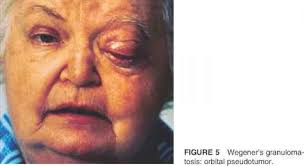 FIGURE 5 Wegener's granuloma-
tosis: orbital pseudotumor.